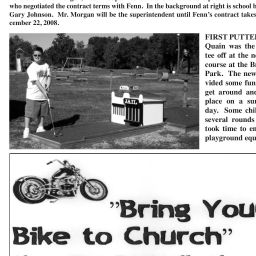 who negotiated the contract terms with Fenn. In the background at right is school b
Gary Johnson. Mr. Morgan will be the superintendent until Fenn's contract takes
cember 22, 2008.
FIRST PUTTER
Quain was the
tee off at the ne
course at the B
Park. The new
vided some fun
get around and
place on a su
day. Some chil
several rounds
took time to en
playground equ
JAIL
"Bring You
Bike to Church"